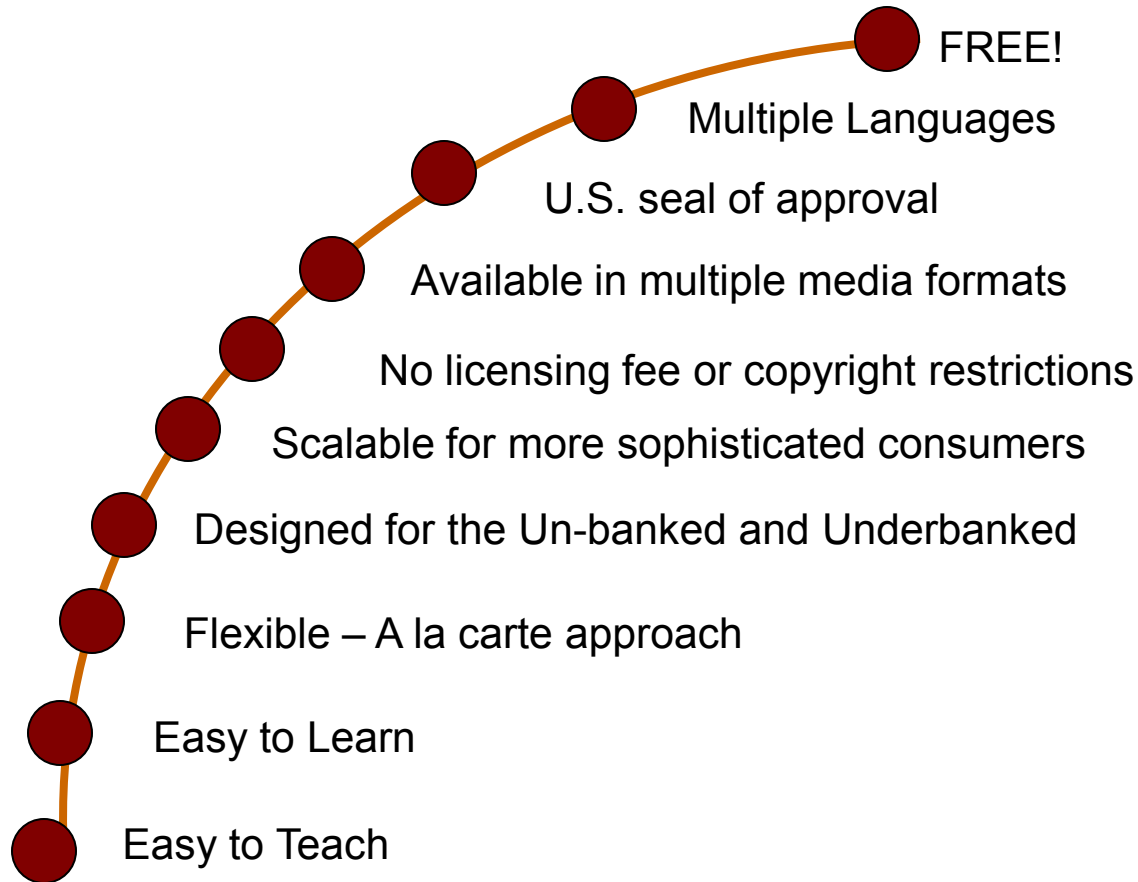 FREE!
Multiple Languages
U.S. seal of approval
Available in multiple media formats
No licensing fee or copyright restrictions
Scalable for more sophisticated consumers
Designed for the Un-banked and Underbanked
Flexible – A la carte approach
Easy to Learn
Easy to Teach